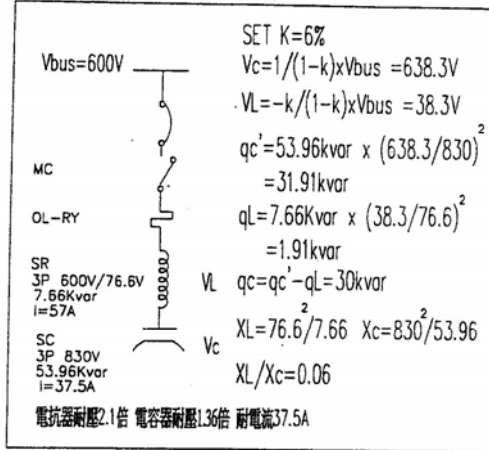 Vbus=600V
MC
OL-RY
SR
3P 600V/76.6V
7.66Kvar
i=57A
VL
SC
3P 830V
53.96Kvar
i=37.5A
Vc
SET K=6%
Vc=1/(1-k)xVbus =638.3V
VL=-k/(1-k)xVbus =38.3V
qc'=53.96kvar x (638.3/830)²
=31.91kvar
qL=7.66Kvar x (38.3/76.6)²
=1.91kvar
qc=qc'-qL=30kvar
XL=76.6²/7.66 Xc=830²/53.96
XL/Xc=0.06
電抗器耐壓2.1倍 電容器耐壓1.36倍 耐電流37.5A